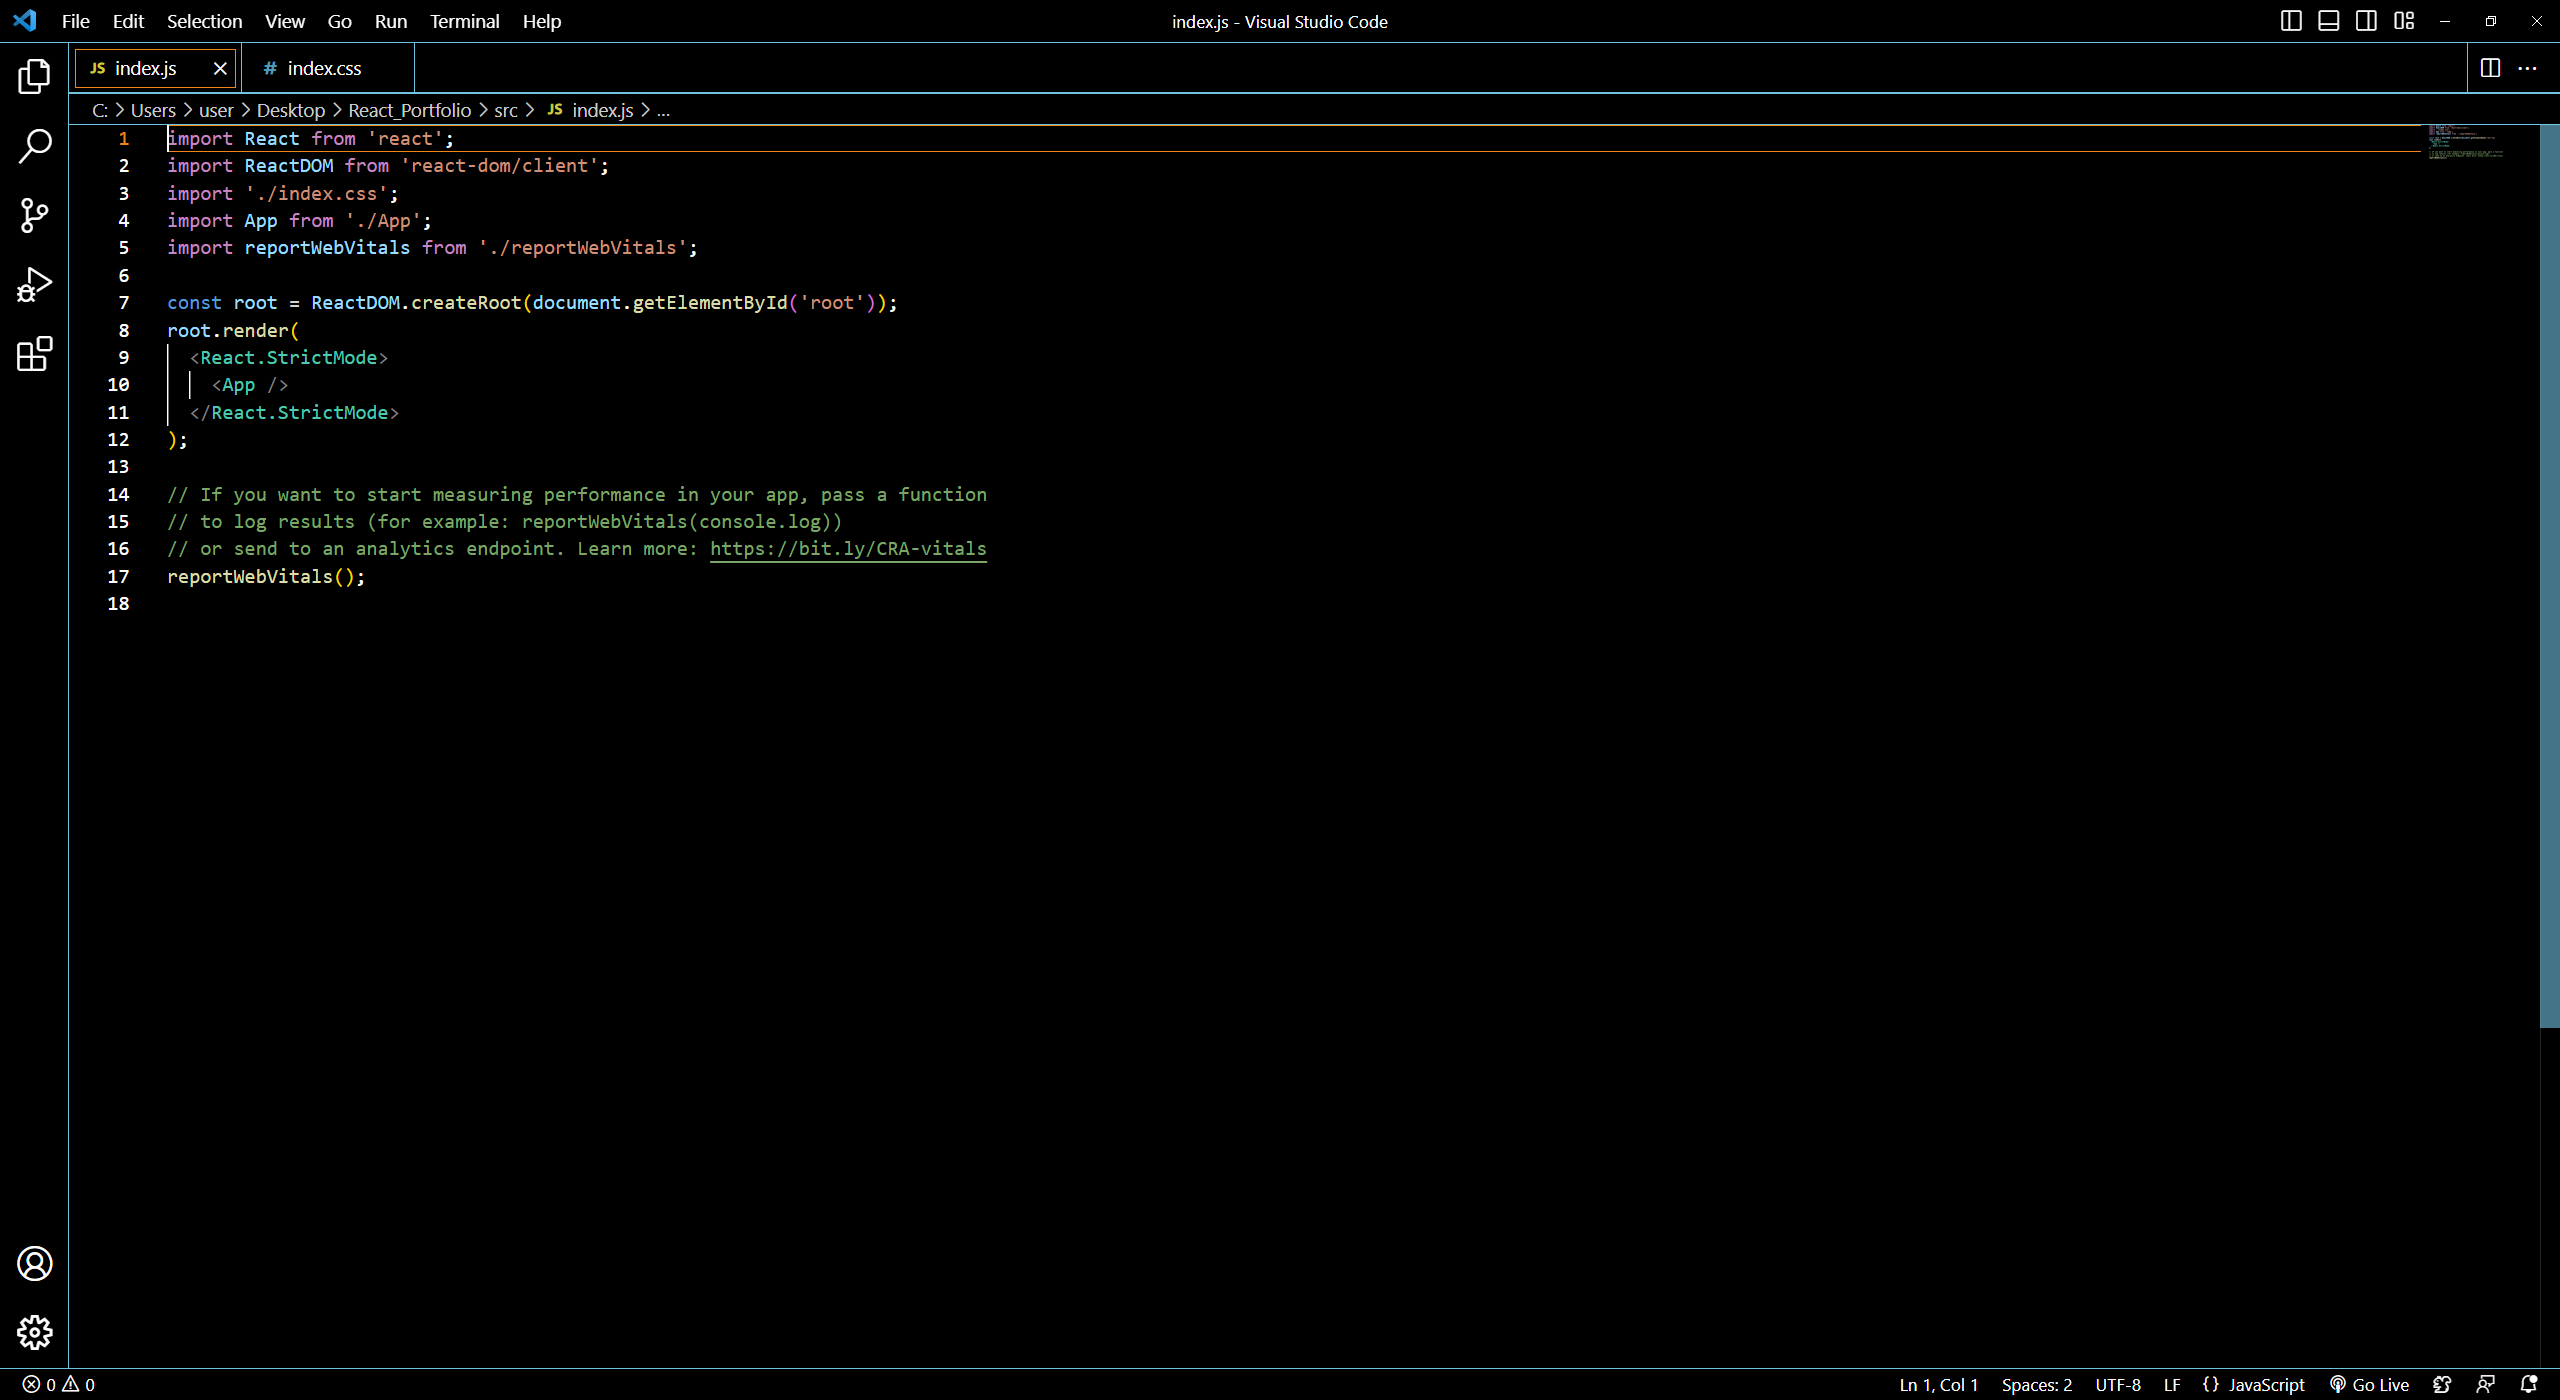 File Edit Selection View Go Run Terminal Help index.js - Visual Studio Code
JS index.js # index.css
C: > Users > user > Desktop > React_Portfolio > src > JS index.js > ...
1 import React from 'react';
2 import ReactDOM from 'react-dom/client';
3 import './index.css';
4 import App from './App';
5 import reportWebVitals from './reportWebVitals';
6
7 const root = ReactDOM.createRoot(document.getElementById('root'));
8 root.render(
9   <React.StrictMode>
10     <App />
11   </React.StrictMode>
12 );
13
14 // If you want to start measuring performance in your app, pass a function
15 // to log results (for example: reportWebVitals(console.log))
16 // or send to an analytics endpoint. Learn more: https://bit.ly/CRA-vitals
17 reportWebVitals();
18
0 0 Ln 1, Col 1 Spaces: 2 UTF-8 LF {} JavaScript Go Live